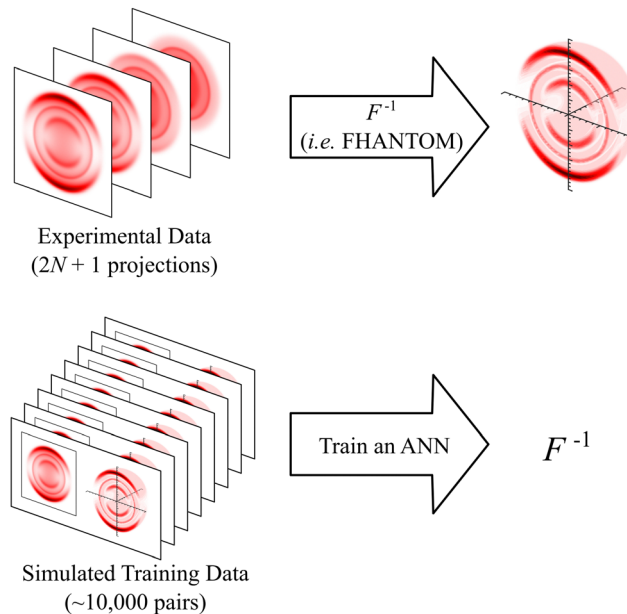 F⁻¹
(i.e. FHANTOM)
Experimental Data
(2N + 1 projections)
Train an ANN
F⁻¹
Simulated Training Data
(~10,000 pairs)